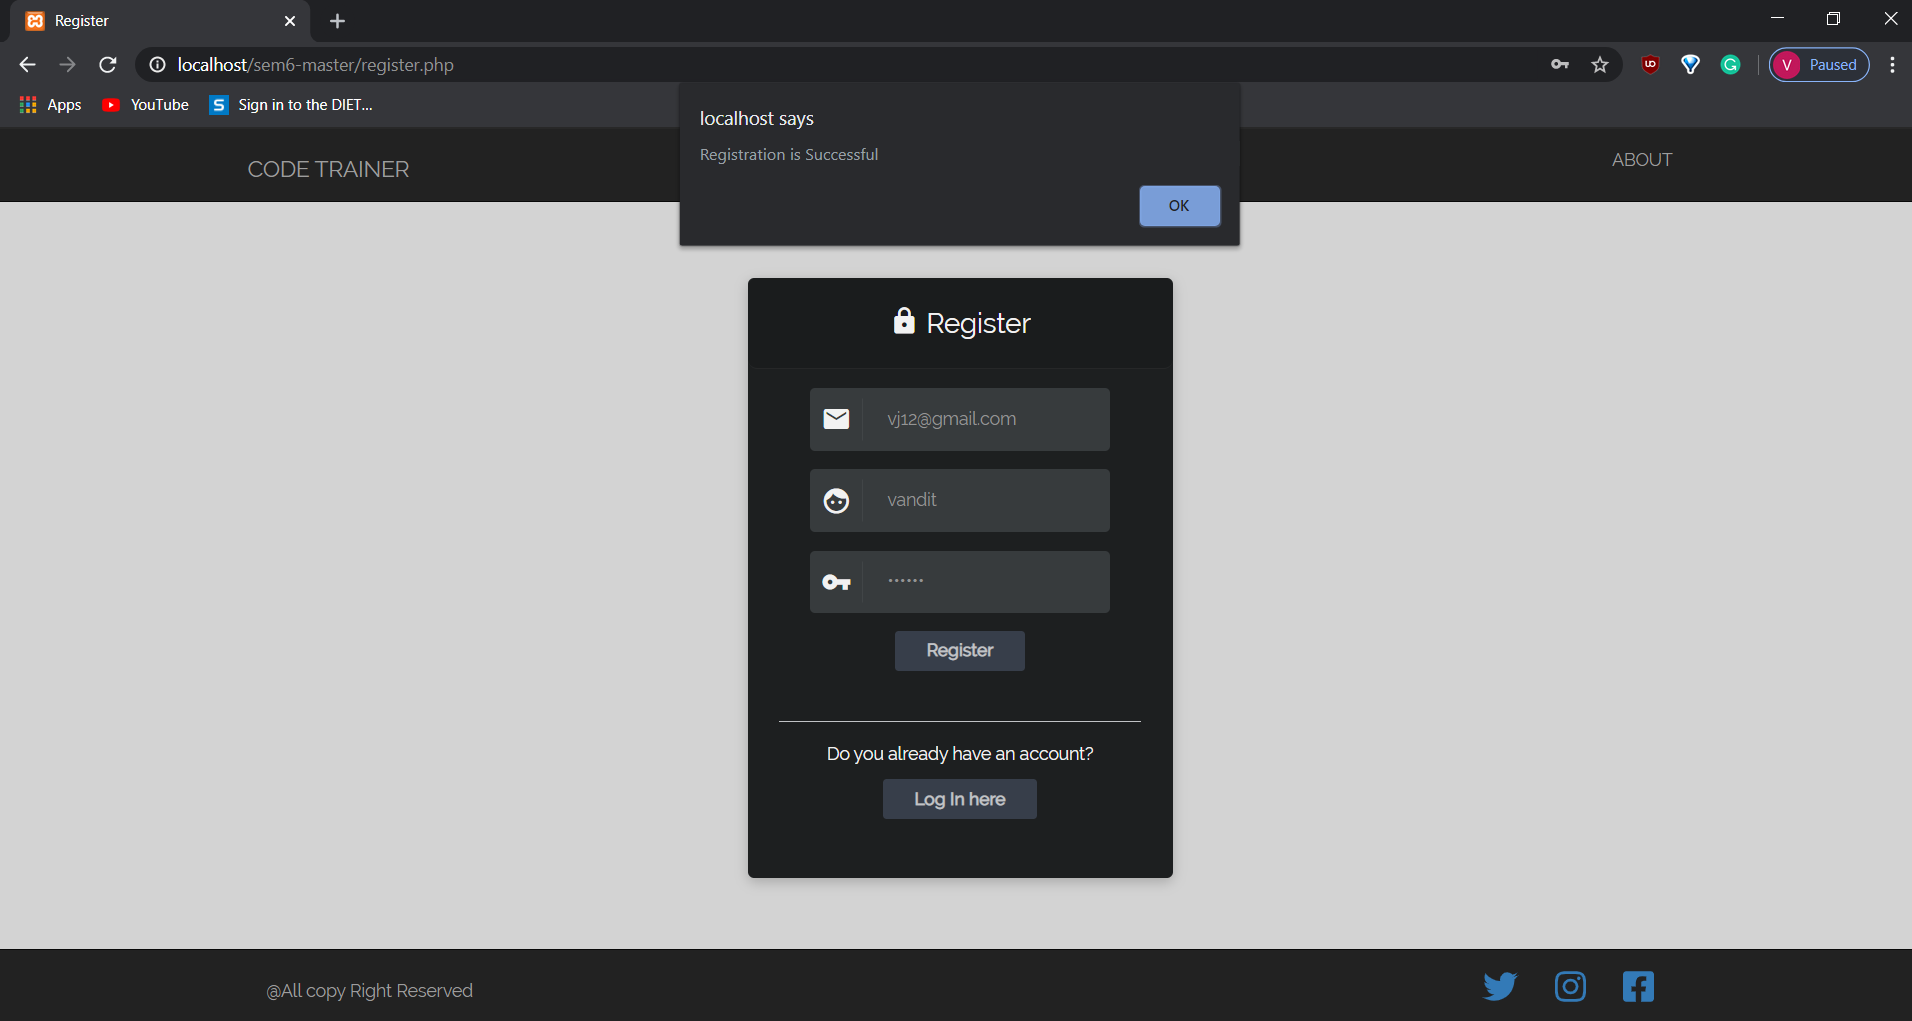 Register
localhost/sem6-master/register.php
V Paused
Apps YouTube S Sign in to the DIET...
localhost says
Registration is Successful
OK
CODE TRAINER
ABOUT
Register
vj12@gmail.com
vandit
••••••
Register
Do you already have an account?
Log In here
@All copy Right Reserved